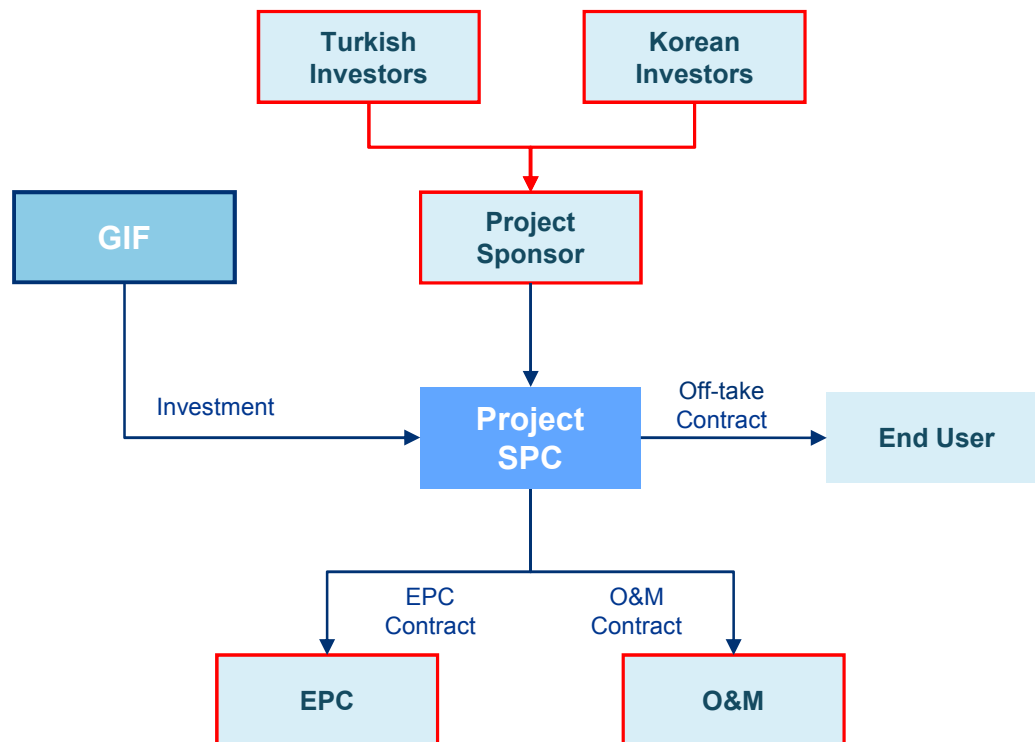 Turkish
Investors
Korean
Investors
GIF
Project
Sponsor
Investment
Project
SPC
Off-take
Contract
End User
EPC
Contract
O&M
Contract
EPC
O&M